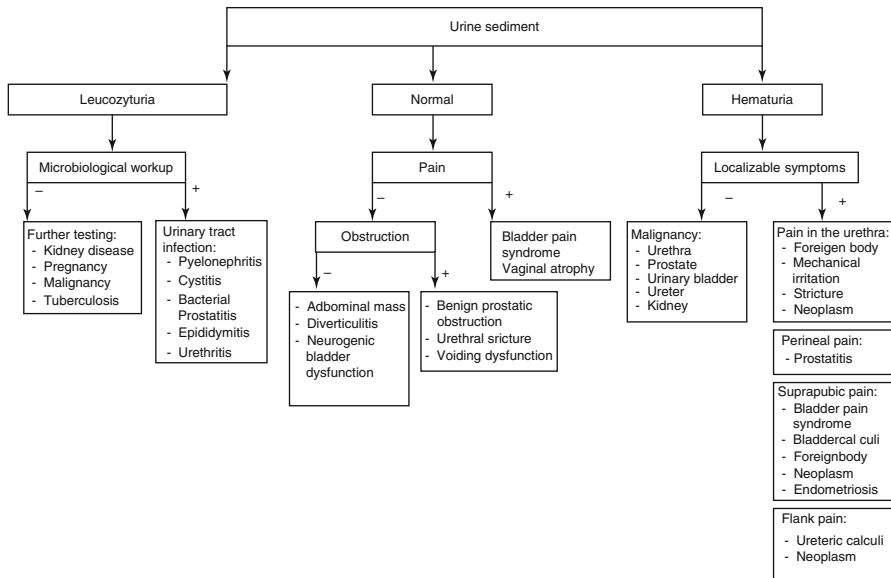 Urine sediment
Leucozyturia
Normal
Hematuria
Microbiological workup
Pain
Localizable symptoms
–
+
–
+
–
+
Further testing:
- Kidney disease
- Pregnancy
- Malignancy
- Tuberculosis
Urinary tract
infection:
- Pyelonephritis
- Cystitis
- Bacterial
Prostatitis
- Epididymitis
- Urethritis
Obstruction
–
+
- Adbominal mass
- Diverticulitis
- Neurogenic
bladder
dysfunction
- Benign prostatic
obstruction
- Urethral sricture
- Voiding dysfunction
Bladder pain
syndrome
Vaginal atrophy
Malignancy:
- Urethra
- Prostate
- Urinary bladder
- Ureter
- Kidney
Pain in the urethra:
- Foreigen body
- Mechanical
irritation
- Stricture
- Neoplasm
Perineal pain:
- Prostatitis
Suprapubic pain:
- Bladder pain
syndrome
- Bladdercal culi
- Foreignbody
- Neoplasm
- Endometriosis
Flank pain:
- Ureteric calculi
- Neoplasm